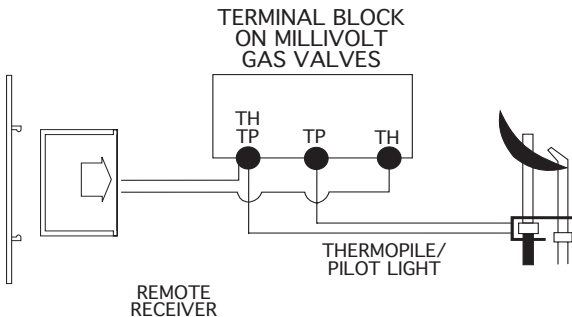 TERMINAL BLOCK
ON MILLIVOLT
GAS VALVES
TH
TP
TP
TH
THERMOPILE/
PILOT LIGHT
REMOTE
RECEIVER